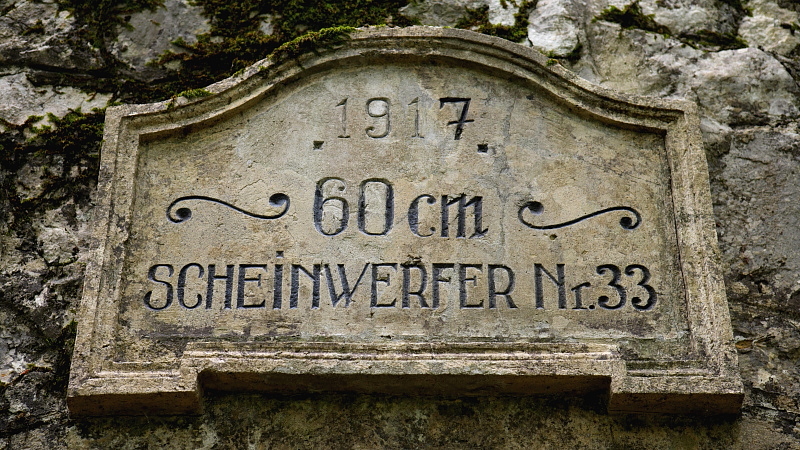 1917
60 cm
SCHEINWERFER Nr. 33